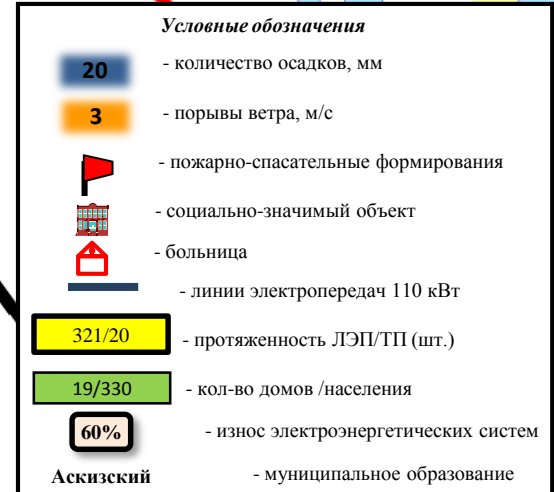 Условные обозначения
20 - количество осадков, мм
3 - порывы ветра, м/с
- пожарно-спасательные формирования
- социально-значимый объект
- больница
- линии электропередач 110 кВт
321/20 - протяженность ЛЭП/ТП (шт.)
19/330 - кол-во домов /населения
60% - износ электроэнергетических систем
Аскизский - муниципальное образование